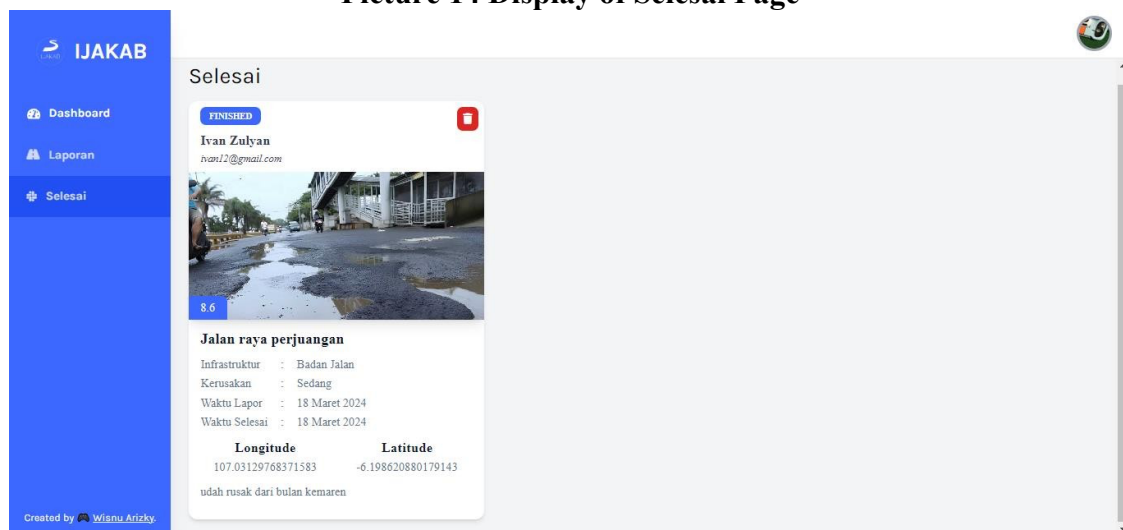 Picture 14 Display of Selesai Page
IJAKAB
Dashboard
Laporan
Selesai
Created by Wisnu Arizky.
Selesai
FINISHED
Ivan Zulyan
ivan12@gmail.com
8.6
Jalan raya perjuangan
Infrastruktur : Badan Jalan
Kerusakan : Sedang
Waktu Lapor : 18 Maret 2024
Waktu Selesai : 18 Maret 2024
Longitude Latitude
107.03129768371583 -6.198620880179143
udah rusak dari bulan kemaren